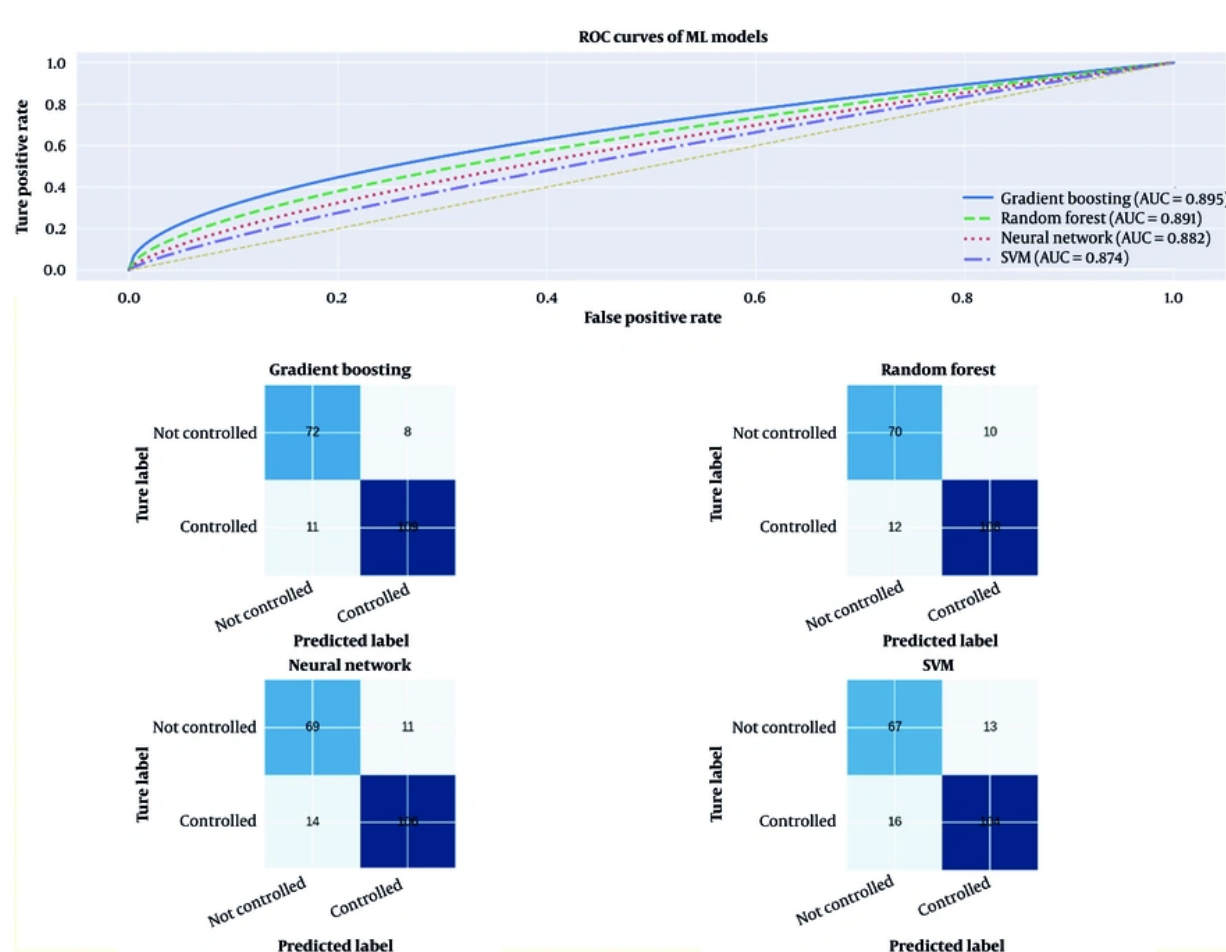 ROC curves of ML models
Ture positive rate
1.0
0.8
0.6
0.4
0.2
0.0
Gradient boosting (AUC = 0.895)
Random forest (AUC = 0.891)
Neural network (AUC = 0.882)
SVM (AUC = 0.874)
0.0 0.2 0.4 0.6 0.8 1.0
False positive rate
Gradient boosting
Ture label
Not controlled 72 8
Controlled 11 109
Not controlled Controlled
Predicted label
Random forest
Ture label
Not controlled 70 10
Controlled 12 108
Not controlled Controlled
Predicted label
Neural network
Ture label
Not controlled 69 11
Controlled 14 106
Not controlled Controlled
Predicted label
SVM
Ture label
Not controlled 67 13
Controlled 16 104
Not controlled Controlled
Predicted label